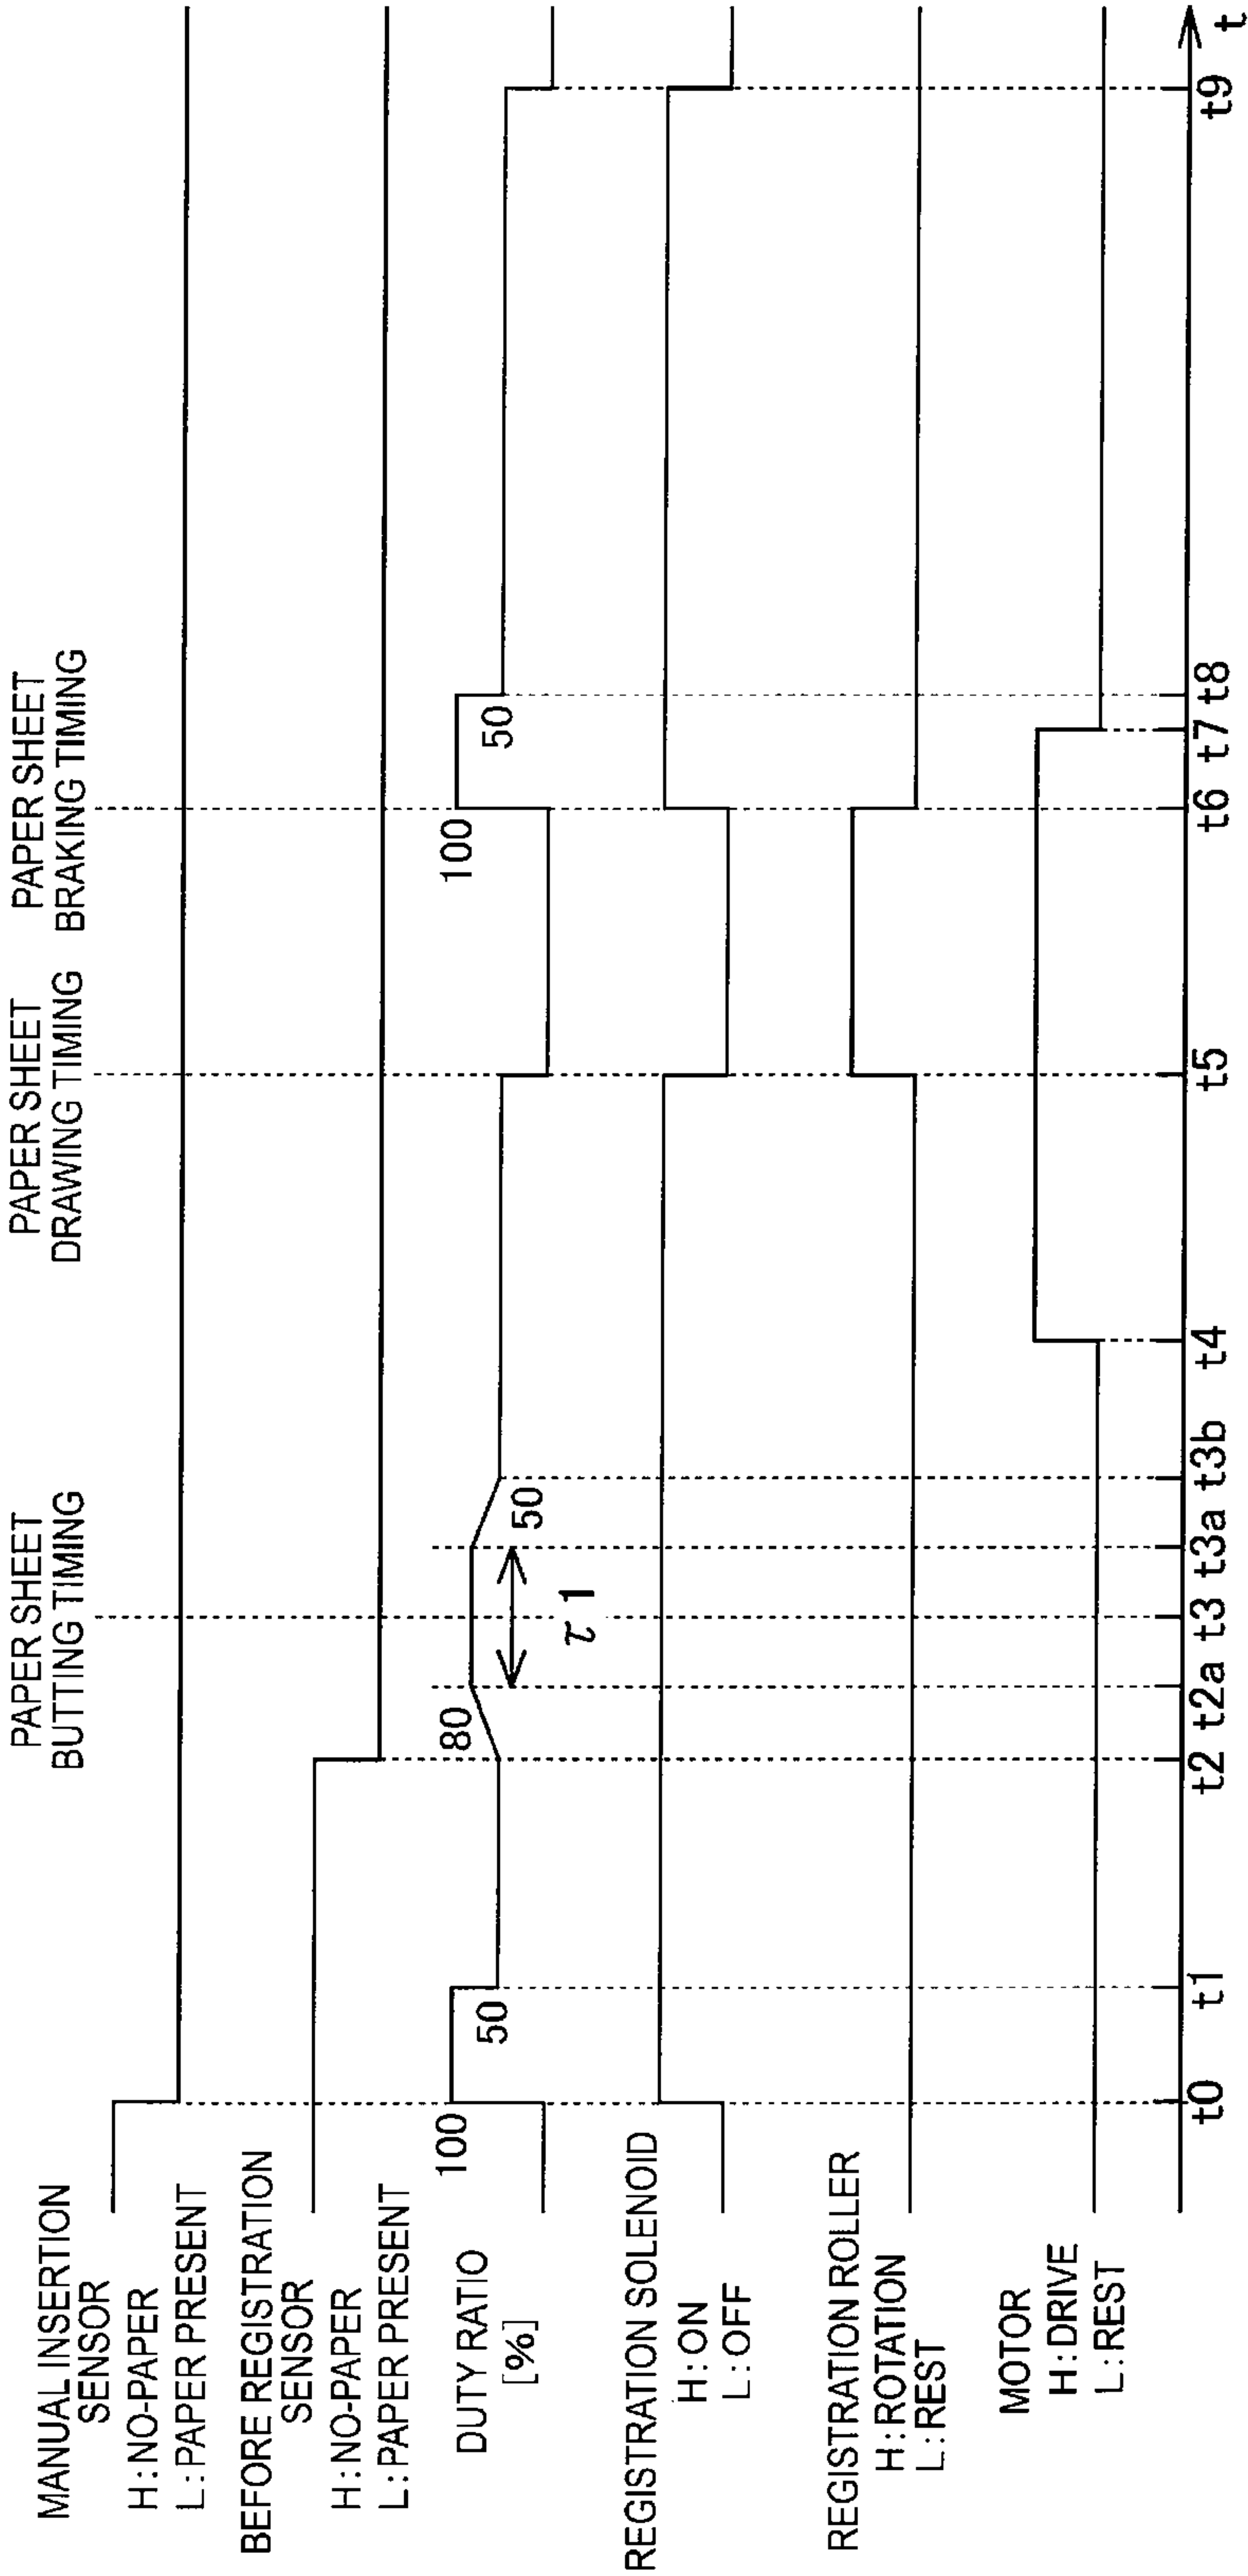 PAPER SHEET
BUTTING TIMING
PAPER SHEET
DRAWING TIMING
PAPER SHEET
BRAKING TIMING
MANUAL INSERTION
SENSOR
H:NO-PAPER
L:PAPER PRESENT
BEFORE REGISTRATION
SENSOR
H:NO-PAPER
L:PAPER PRESENT
DUTY RATIO
[%]
100
50
80
τ1
50
100
50
REGISTRATION SOLENOID
H:ON
L:OFF
REGISTRATION ROLLER
H:ROTATION
L:REST
MOTOR
H:DRIVE
L:REST
t0 t1 t2 t2a t3 t3a t3b t4 t5 t6 t7 t8 t9 t